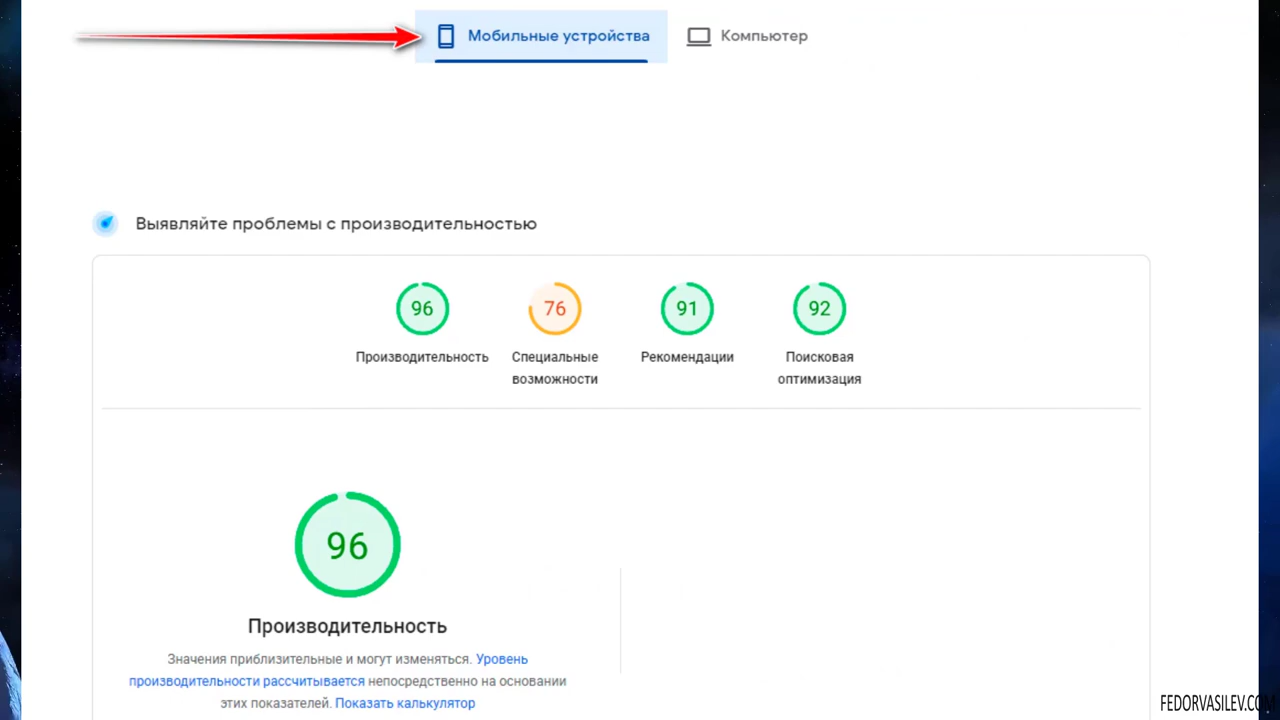 Мобильные устройства
Компьютер
Выявляйте проблемы с производительностью
96
76
91
92
Производительность
Специальные
возможности
Рекомендации
Поисковая
оптимизация
96
Производительность
Значения приблизительные и могут изменяться. Уровень
производительности рассчитывается непосредственно на основании
этих показателей. Показать калькулятор
FEDORVASILEV.COM